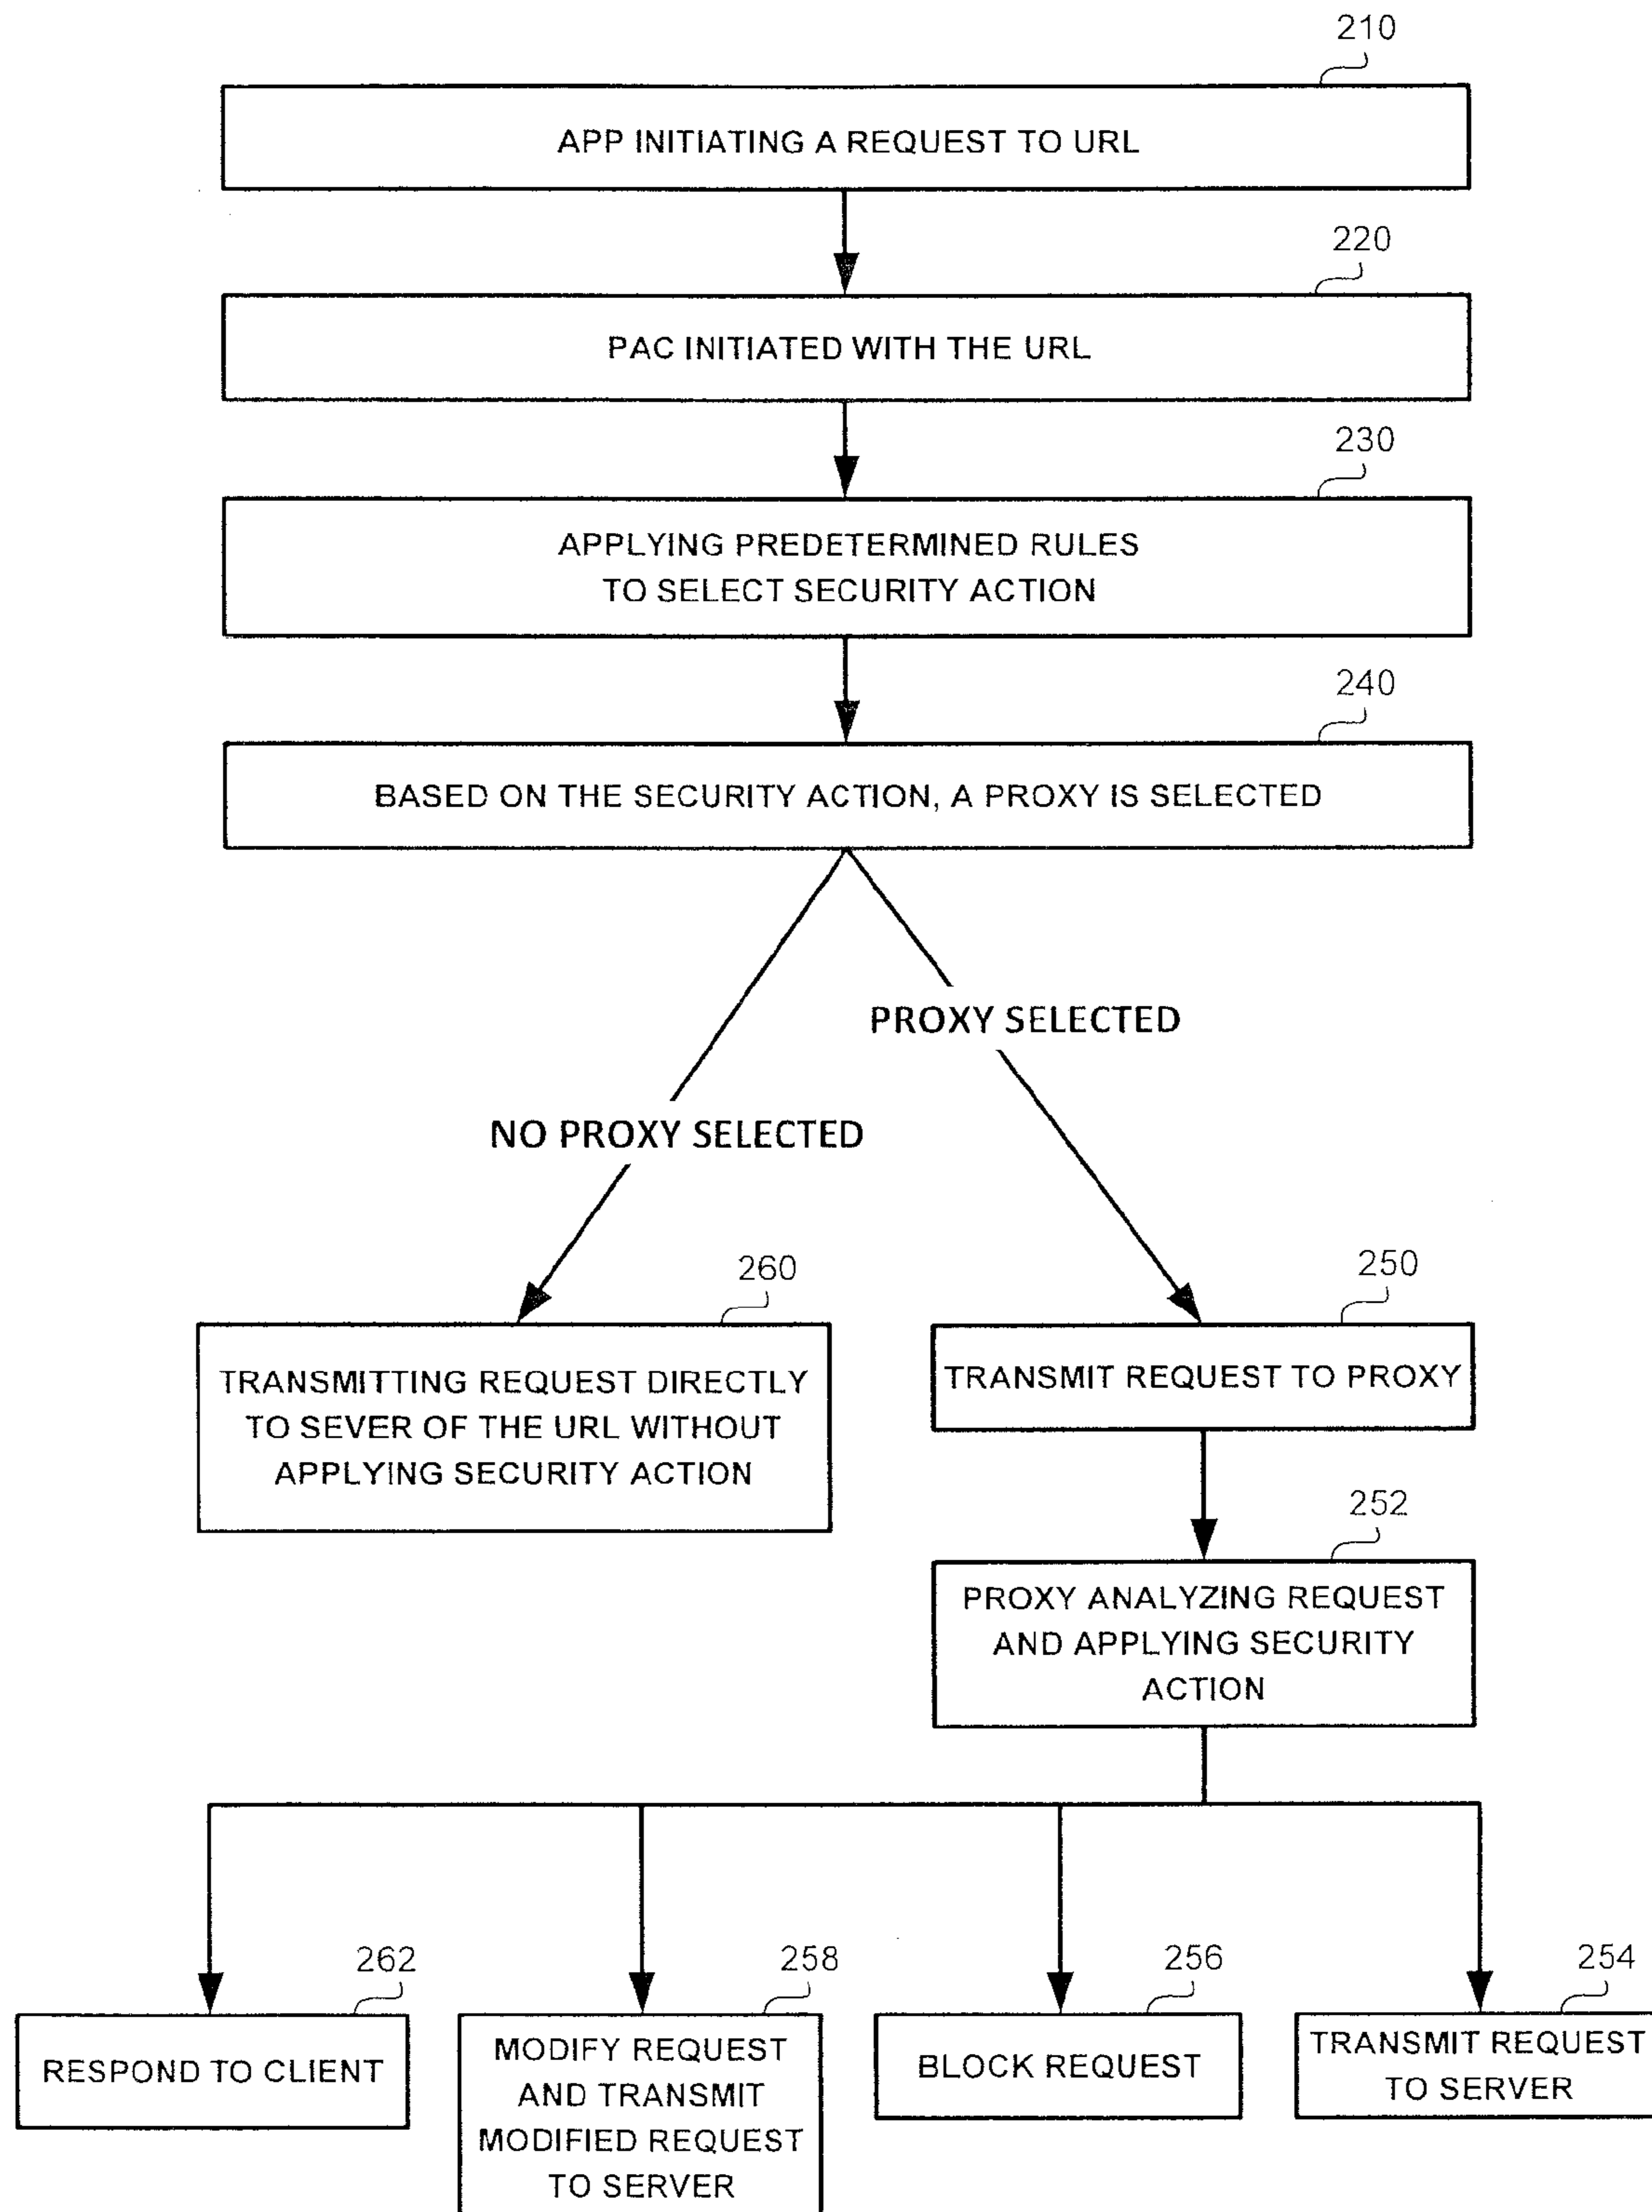 210
APP INITIATING A REQUEST TO URL
220
PAC INITIATED WITH THE URL
230
APPLYING PREDETERMINED RULES
TO SELECT SECURITY ACTION
240
BASED ON THE SECURITY ACTION, A PROXY IS SELECTED
PROXY SELECTED
NO PROXY SELECTED
260
TRANSMITTING REQUEST DIRECTLY
TO SEVER OF THE URL WITHOUT
APPLYING SECURITY ACTION
250
TRANSMIT REQUEST TO PROXY
252
PROXY ANALYZING REQUEST
AND APPLYING SECURITY
ACTION
262
RESPOND TO CLIENT
258
MODIFY REQUEST
AND TRANSMIT
MODIFIED REQUEST
TO SERVER
256
BLOCK REQUEST
254
TRANSMIT REQUEST
TO SERVER